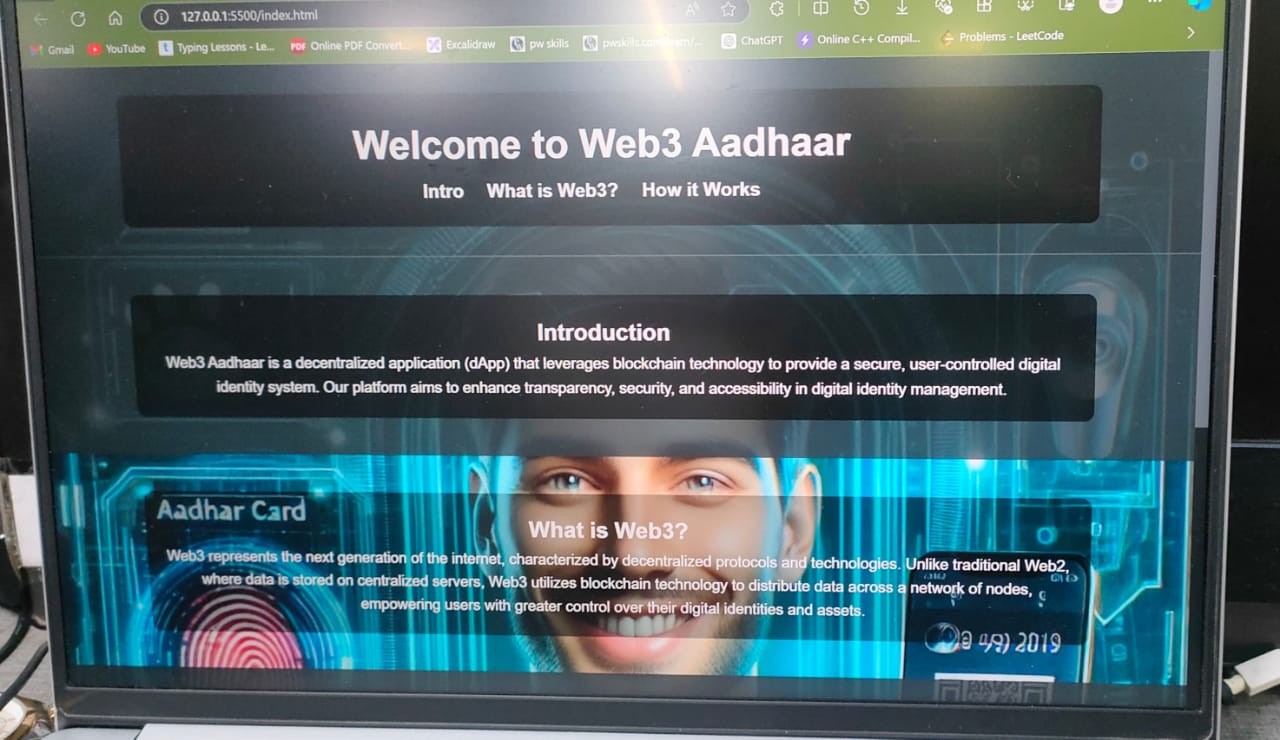 127.0.0.1:5500/index.html
Gmail YouTube Typing Lessons - Le... PDF Online PDF Convert... Excalidraw pw skills pwskills.com/learn/... ChatGPT Online C++ Compil... Problems - LeetCode
Welcome to Web3 Aadhaar
Intro What is Web3? How it Works
Introduction
Web3 Aadhaar is a decentralized application (dApp) that leverages blockchain technology to provide a secure, user-controlled digital
identity system. Our platform aims to enhance transparency, security, and accessibility in digital identity management.
Aadhar Card
What is Web3?
Web3 represents the next generation of the internet, characterized by decentralized protocols and technologies. Unlike traditional Web2,
where data is stored on centralized servers, Web3 utilizes blockchain technology to distribute data across a network of nodes,
empowering users with greater control over their digital identities and assets.
2019